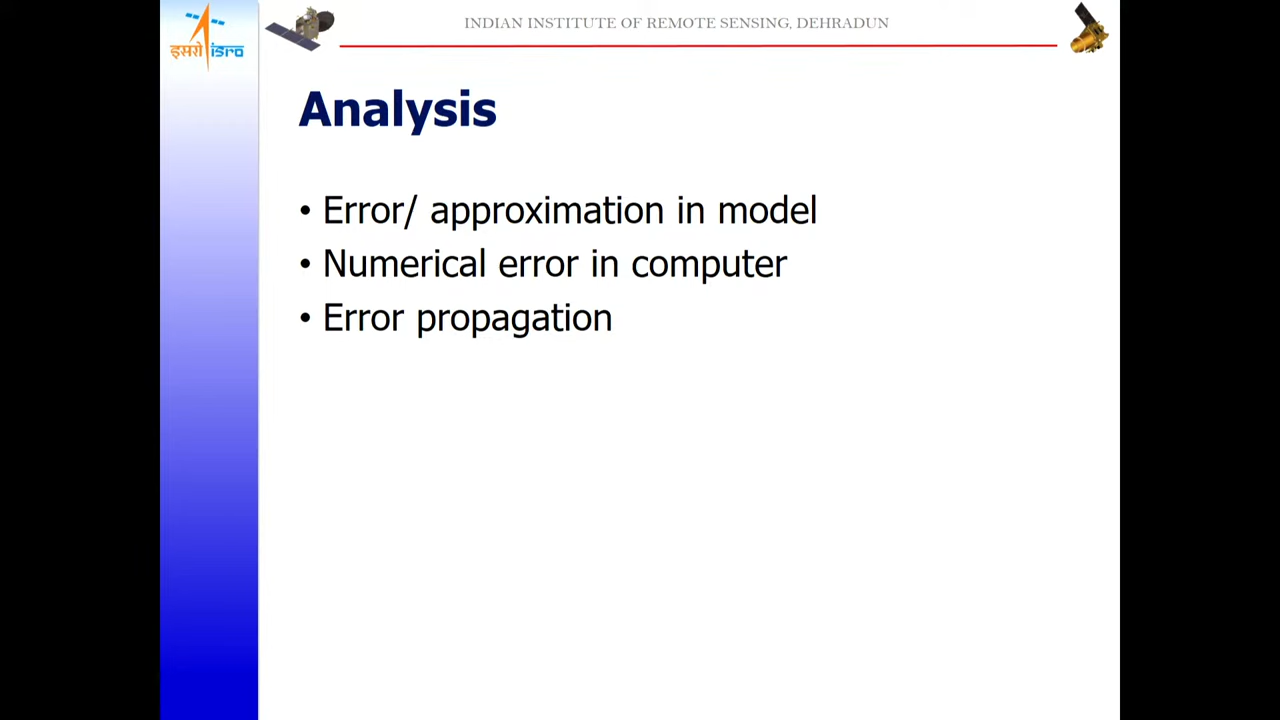 इसरो isro
INDIAN INSTITUTE OF REMOTE SENSING, DEHRADUN
Analysis
• Error/ approximation in model
• Numerical error in computer
• Error propagation